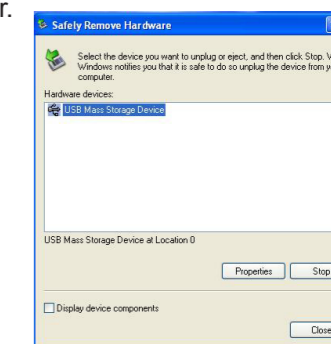 r.
Safely Remove Hardware
Select the device you want to unplug or eject, and then click Stop.
Windows notifies you that it is safe to do so unplug the device from
computer.
Hardware devices:
USB Mass Storage Device
USB Mass Storage Device at Location 0
Properties
Stop
Display device components
Close